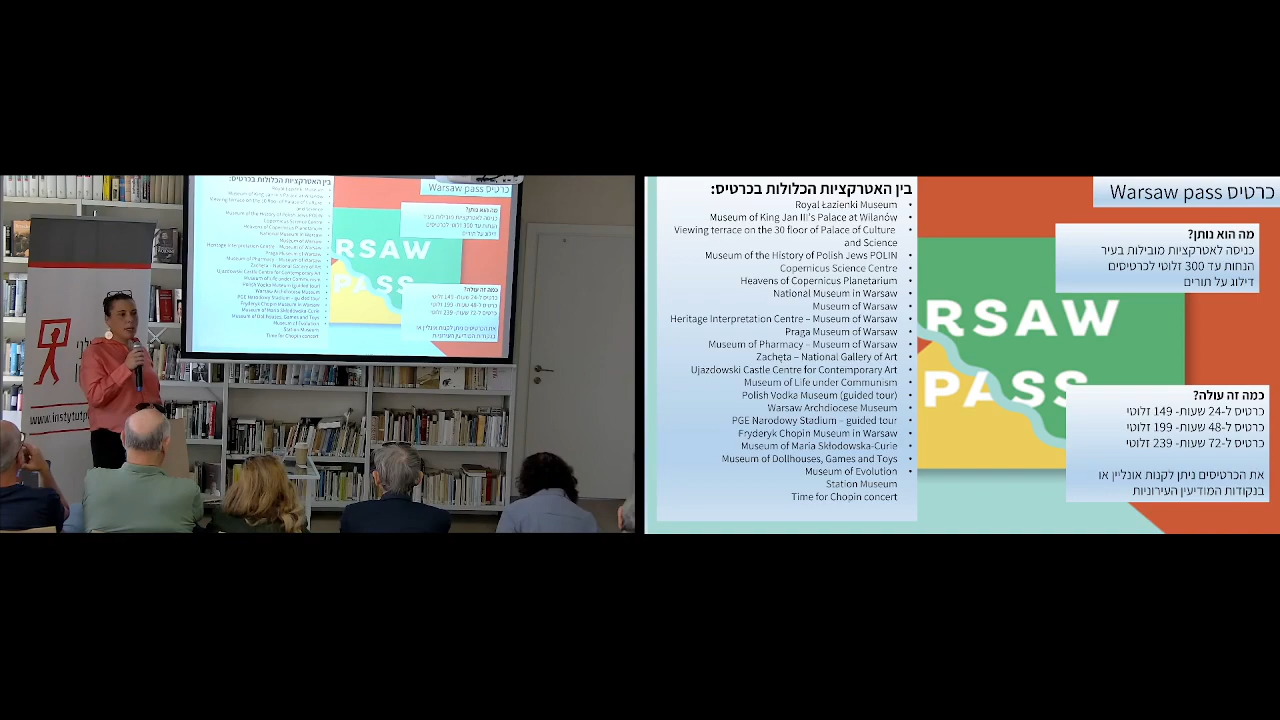 כרטיס Warsaw pass
בין האטרקציות הכלולות בכרטיס:
Royal Łazienki Museum
Museum of King Jan III's Palace at Wilanów
Viewing terrace on the 30 floor of Palace of Culture
and Science
Museum of the History of Polish Jews POLIN
Copernicus Science Centre
Heavens of Copernicus Planetarium
National Museum in Warsaw
Museum of Warsaw
Heritage Interpretation Centre – Museum of Warsaw
Praga Museum of Warsaw
Museum of Pharmacy – Museum of Warsaw
Zachęta – National Gallery of Art
Ujazdowski Castle Centre for Contemporary Art
Museum of Life under Communism
Polish Vodka Museum (guided tour)
Warsaw Archdiocese Museum
PGE Narodowy Stadium – guided tour
Fryderyk Chopin Museum in Warsaw
Museum of Maria Skłodowska-Curie
Museum of Dollhouses, Games and Toys
Museum of Evolution
Station Museum
Time for Chopin concert
מה הוא נותן?
כניסה לאטרקציות מובילות בעיר
הנחות עד 300 זלוטי לכרטיסים
דילוג על תורים
RSAW
PASS
כמה זה עולה?
כרטיס ל-24 שעות- 149 זלוטי
כרטיס ל-48 שעות- 199 זלוטי
כרטיס ל-72 שעות- 239 זלוטי
את הכרטיסים ניתן לקנות אונליין או
בנקודות המודיעין העירוניות
www.instytutp